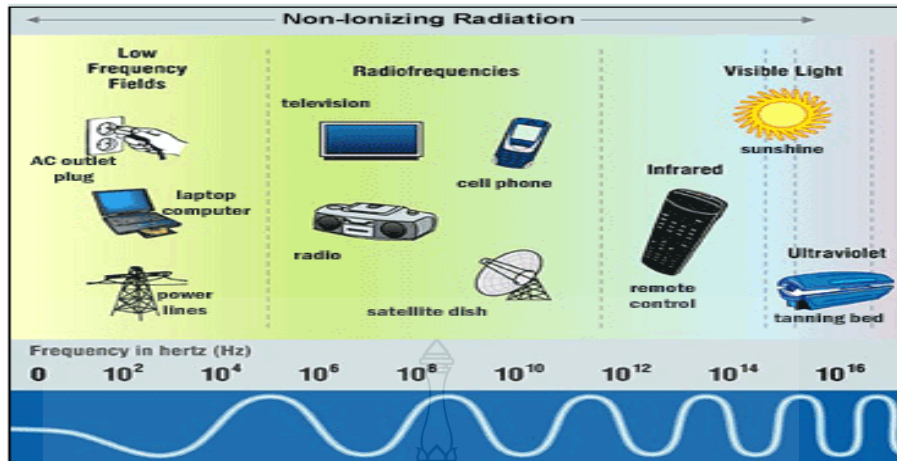 Non-Ionizing Radiation
Low
Frequency
Fields
Radiofrequencies
Visible Light
television
sunshine
AC outlet
plug
cell phone
Infrared
laptop
computer
radio
Ultraviolet
power
lines
satellite dish
remote
control
tanning bed
Frequency in hertz (Hz)
0 10² 10⁴ 10⁶ 10⁸ 10¹⁰ 10¹² 10¹⁴ 10¹⁶